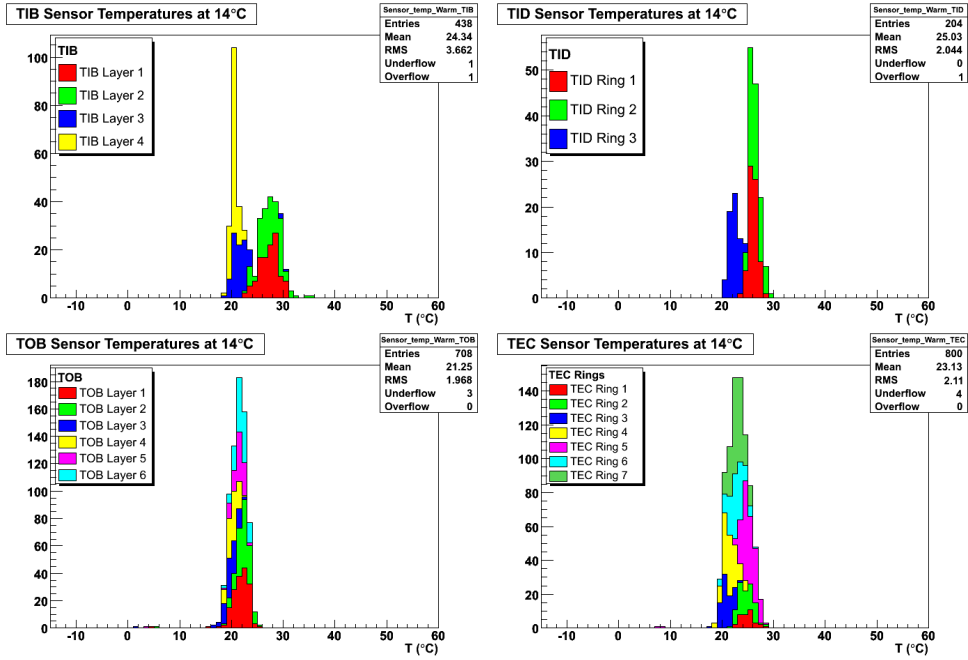 TIB Sensor Temperatures at 14°C
Sensor_temp_Warm_TIB
Entries 438
Mean 24.34
RMS 3.662
Underflow 1
Overflow 1
TIB
TIB Layer 1
TIB Layer 2
TIB Layer 3
TIB Layer 4
100
80
60
40
20
0
-10 0 10 20 30 40 50 60
T (°C)
TID Sensor Temperatures at 14°C
Sensor_temp_Warm_TID
Entries 204
Mean 25.03
RMS 2.044
Underflow 0
Overflow 1
TID
TID Ring 1
TID Ring 2
TID Ring 3
50
40
30
20
10
0
-10 0 10 20 30 40 50 60
T (°C)
TOB Sensor Temperatures at 14°C
Sensor_temp_Warm_TOB
Entries 708
Mean 21.25
RMS 1.968
Underflow 3
Overflow 0
TOB
TOB Layer 1
TOB Layer 2
TOB Layer 3
TOB Layer 4
TOB Layer 5
TOB Layer 6
180
160
140
120
100
80
60
40
20
0
-10 0 10 20 30 40 50 60
T (°C)
TEC Sensor Temperatures at 14°C
Sensor_temp_Warm_TEC
Entries 800
Mean 23.13
RMS 2.11
Underflow 4
Overflow 0
TEC Rings
TEC Ring 1
TEC Ring 2
TEC Ring 3
TEC Ring 4
TEC Ring 5
TEC Ring 6
TEC Ring 7
140
120
100
80
60
40
20
0
-10 0 10 20 30 40 50 60
T (°C)